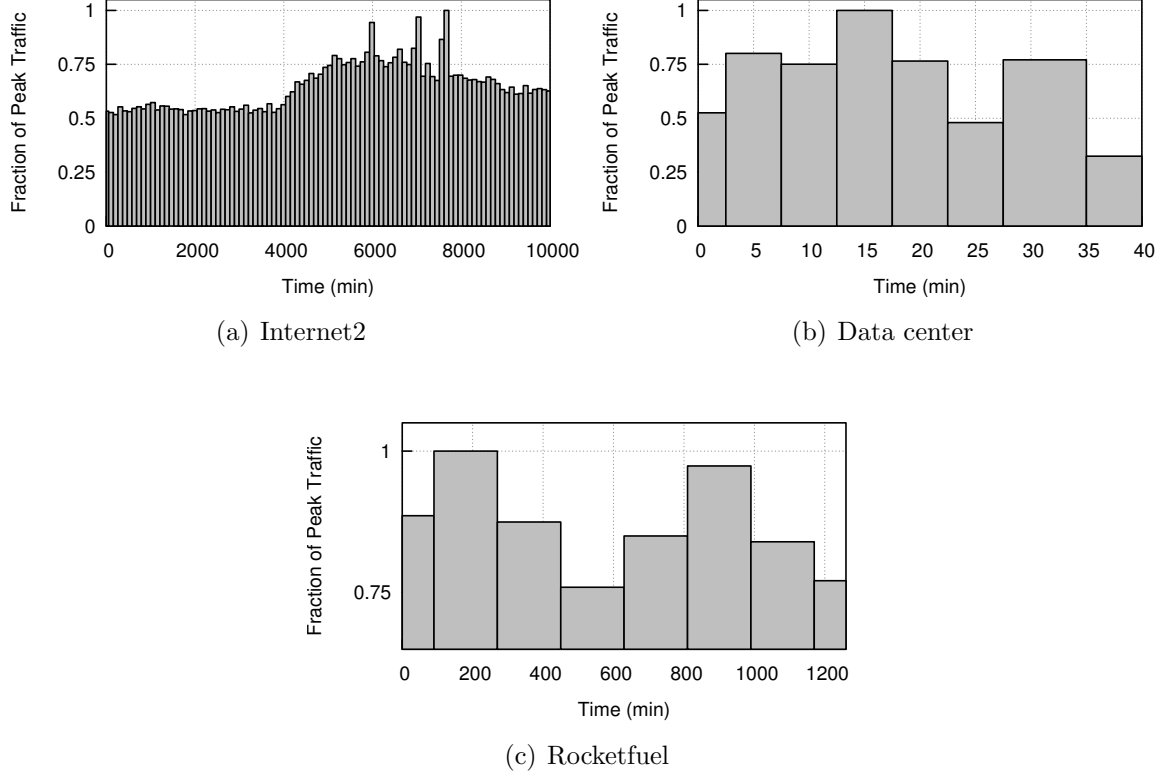 Fraction of Peak Traffic
1
0.75
0.5
0.25
0
0 2000 4000 6000 8000 10000
Time (min)
(a) Internet2
Fraction of Peak Traffic
1
0.75
0.5
0.25
0
0 5 10 15 20 25 30 35 40
Time (min)
(b) Data center
Fraction of Peak Traffic
1
0.75
0 200 400 600 800 1000 1200
Time (min)
(c) Rocketfuel